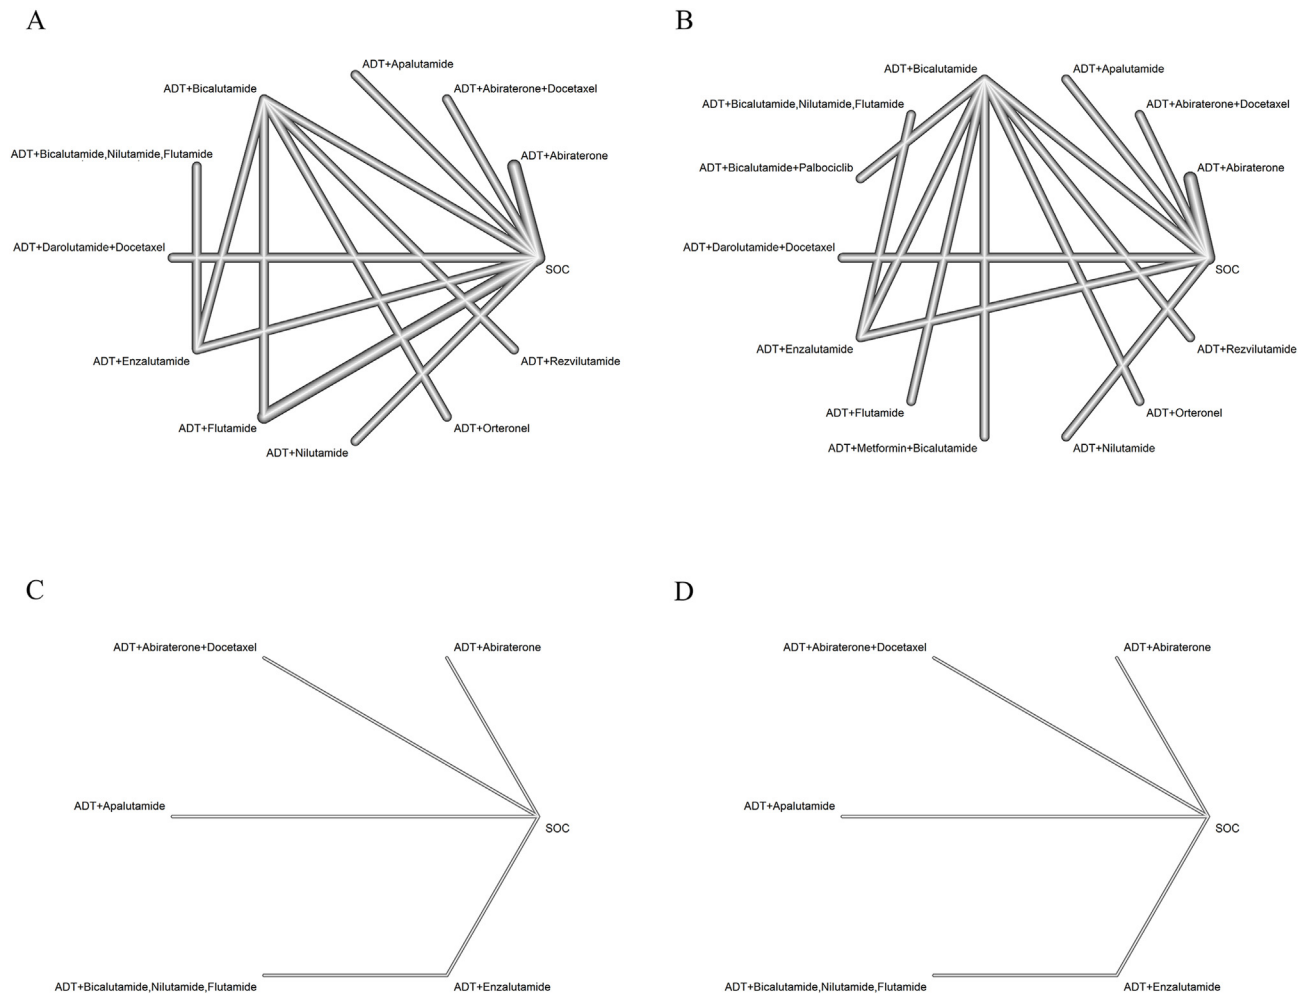 A
ADT+Apalutamide
ADT+Bicalutamide
ADT+Abiraterone+Docetaxel
ADT+Bicalutamide,Nilutamide,Flutamide
ADT+Abiraterone
ADT+Darolutamide+Docetaxel
SOC
ADT+Enzalutamide
ADT+Rezvilutamide
ADT+Flutamide
ADT+Orteronel
ADT+Nilutamide
B
ADT+Bicalutamide
ADT+Apalutamide
ADT+Bicalutamide,Nilutamide,Flutamide
ADT+Abiraterone+Docetaxel
ADT+Bicalutamide+Palbociclib
ADT+Abiraterone
ADT+Darolutamide+Docetaxel
SOC
ADT+Enzalutamide
ADT+Rezvilutamide
ADT+Flutamide
ADT+Orteronel
ADT+Metformin+Bicalutamide
ADT+Nilutamide
C
ADT+Abiraterone+Docetaxel
ADT+Abiraterone
ADT+Apalutamide
SOC
ADT+Bicalutamide,Nilutamide,Flutamide
ADT+Enzalutamide
D
ADT+Abiraterone+Docetaxel
ADT+Abiraterone
ADT+Apalutamide
SOC
ADT+Bicalutamide,Nilutamide,Flutamide
ADT+Enzalutamide